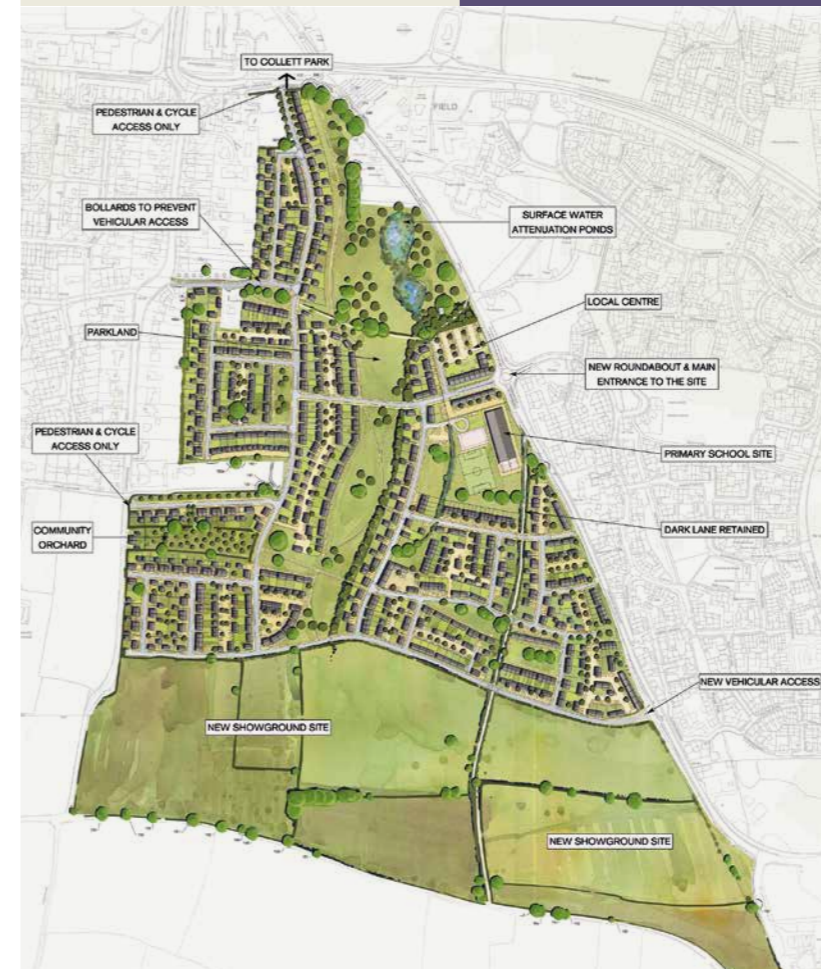 TO COLLETT PARK
PEDESTRIAN & CYCLE
ACCESS ONLY
FIELD
BOLLARDS TO PREVENT
VEHICULAR ACCESS
SURFACE WATER
ATTENUATION PONDS
LOCAL CENTRE
PARKLAND
NEW ROUNDABOUT & MAIN
ENTRANCE TO THE SITE
PEDESTRIAN & CYCLE
ACCESS ONLY
PRIMARY SCHOOL SITE
COMMUNITY
ORCHARD
DARK LANE RETAINED
NEW VEHICULAR ACCESS
NEW SHOWGROUND SITE
NEW SHOWGROUND SITE